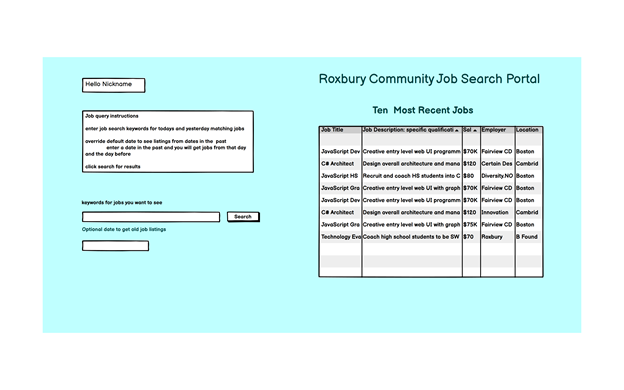 Hello Nickname
Roxbury Community Job Search Portal
Ten Most Recent Jobs
Job query instructions
enter job search keywords for todays and yesterday matching jobs
override default date to see listings from dates in the past
enter a date in the past and you will get jobs from that day
and the day before
click search for results
keywords for jobs you want to see
Search
Optional date to get old job listings
Job Title Job Description: specific qualificati Sal Employer Location
JavaScript Dev Creative entry level web UI programm $70K Fairview CD Boston
C# Architect Design overall architecture and mana $120 Certain Des Cambrid
JavaScript HS Recruit and coach HS students into C $80 Diversity.NO Boston
JavaScript Gra Creative entry level web UI with graph $70K Fairview CD Boston
JavaScript Dev Creative entry level web UI programm $70K Fairview CD Boston
C# Architect Design overall architecture and mana $120 Innovation Cambrid
JavaScript Gra Creative entry level web UI with graph $75K Fairview CD Boston
Technology Eva Coach high school students to be SW $70 Roxbury B Found